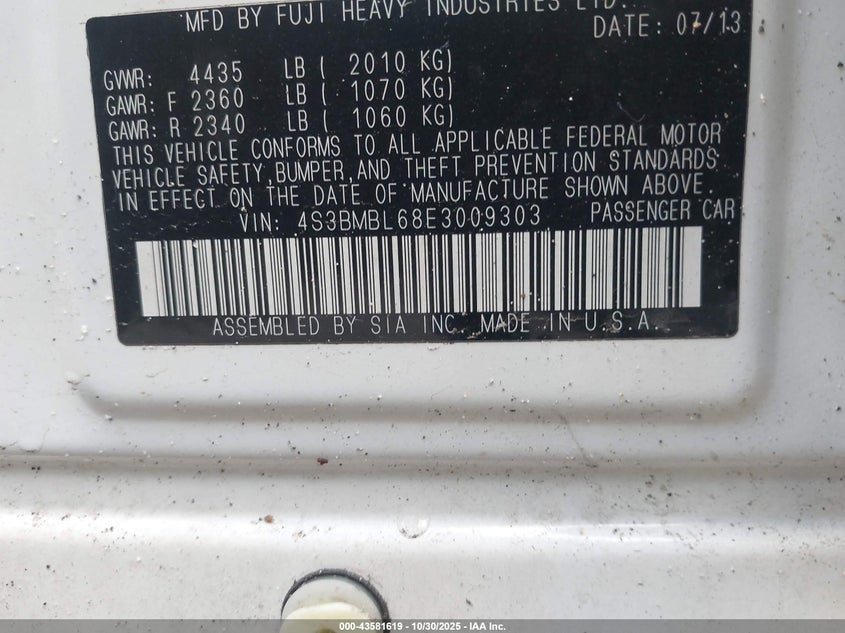 MFD BY FUJI HEAVY INDUSTRIES LTD.
DATE: 07/13
GVWR: 4435 LB ( 2010 KG)
GAWR: F 2360 LB ( 1070 KG)
GAWR: R 2340 LB ( 1060 KG)
THIS VEHICLE CONFORMS TO ALL APPLICABLE FEDERAL MOTOR
VEHICLE SAFETY, BUMPER, AND THEFT PREVENTION STANDARDS
IN EFFECT ON THE DATE OF MANUFACTURE SHOWN ABOVE.
VIN: 4S3BMBL68E3009303 PASSENGER CAR
ASSEMBLED BY SIA INC. MADE IN U.S.A.
000-43581619 - 10/30/2025 - IAA Inc.